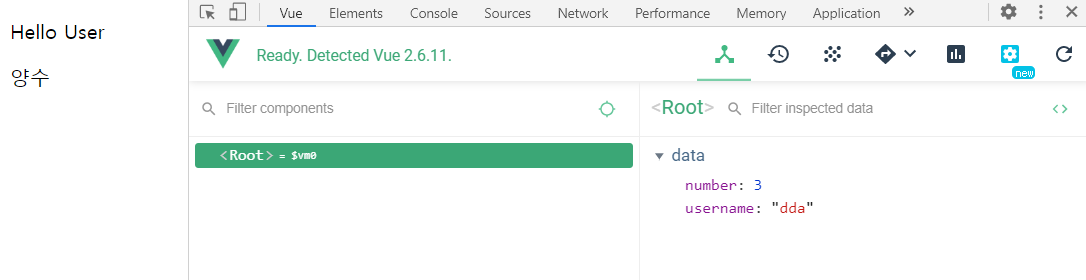 Hello User
양수
Vue Elements Console Sources Network Performance Memory Application »
Ready. Detected Vue 2.6.11.
new
Filter components
<Root> Filter inspected data <>
<Root> = $vm0
data
number: 3
username: "dda"